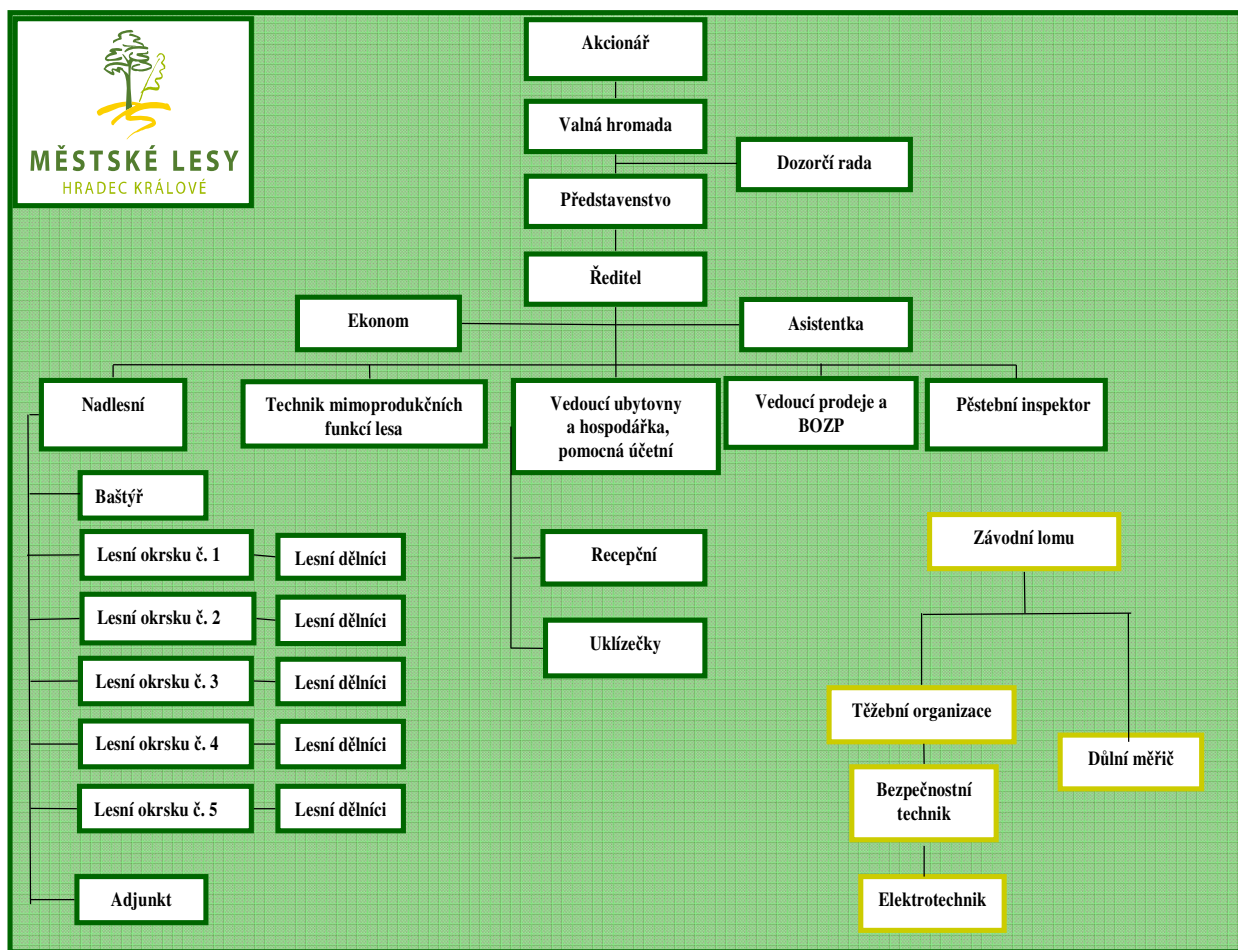 MĚSTSKÉ LESY
HRADEC KRÁLOVÉ
Akcionář
Valná hromada
Dozorčí rada
Představenstvo
Ředitel
Ekonom
Asistentka
Nadlesní
Technik mimoprodukčních
funkcí lesa
Vedoucí ubytovny
a hospodářka,
pomocná účetní
Vedoucí prodeje a
BOZP
Pěstební inspektor
Baštýř
Lesní okrsku č. 1
Lesní dělníci
Lesní okrsku č. 2
Lesní dělníci
Lesní okrsku č. 3
Lesní dělníci
Lesní okrsku č. 4
Lesní dělníci
Lesní okrsku č. 5
Lesní dělníci
Adjunkt
Recepční
Uklízečky
Závodní lomu
Těžební organizace
Důlní měřič
Bezpečnostní
technik
Elektrotechnik